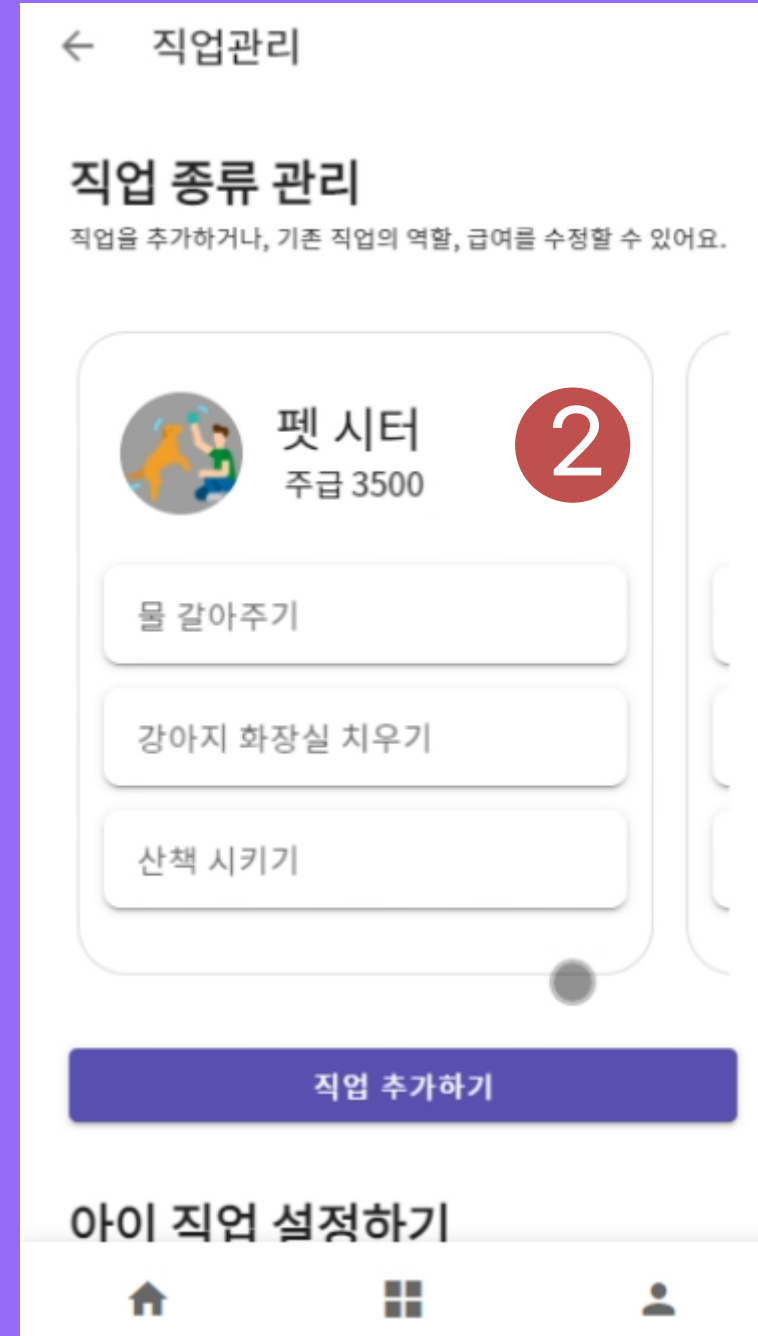 직업관리
직업 종류 관리
직업을 추가하거나, 기존 직업의 역할, 급여를 수정할 수 있어요.
펫 시터
2
주급 3500
물 갈아주기
강아지 화장실 치우기
산책 시키기
직업 추가하기
아이 직업 설정하기